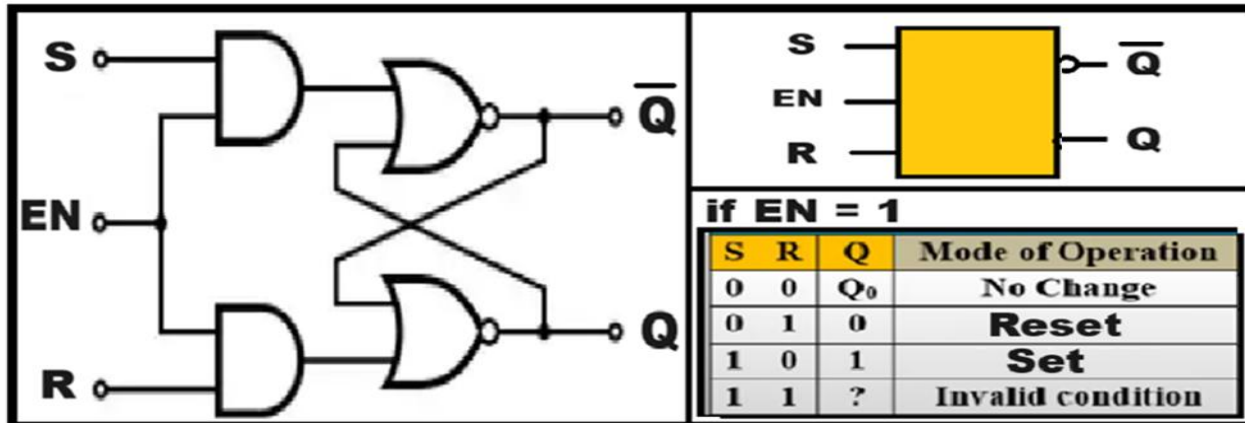 S
EN
R
Q̅
Q
S
EN
R
Q̅
Q
if EN = 1
S R Q Mode of Operation
0 0 Q₀ No Change
0 1 0 Reset
1 0 1 Set
1 1 ? Invalid condition